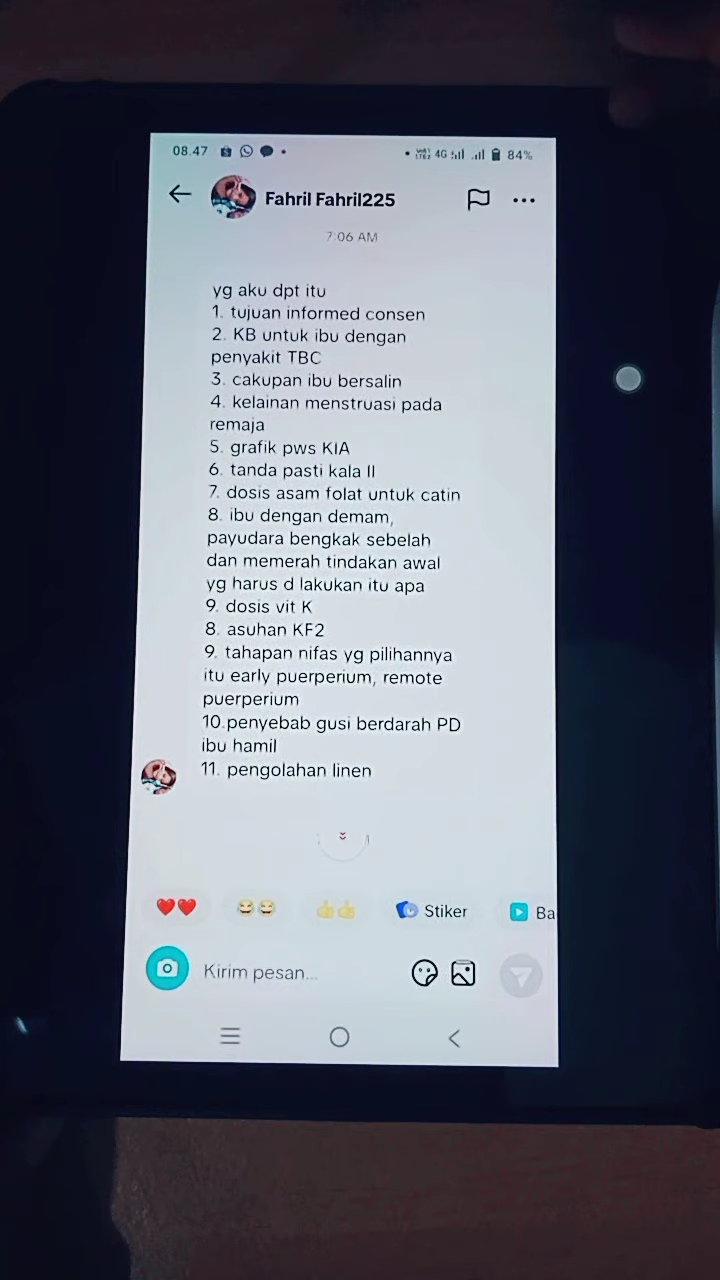 08.47
4G
84%
Fahril Fahril225
7:06 AM
yg aku dpt itu
1. tujuan informed consen
2. KB untuk ibu dengan
penyakit TBC
3. cakupan ibu bersalin
4. kelainan menstruasi pada
remaja
5. grafik pws KIA
6. tanda pasti kala II
7. dosis asam folat untuk catin
8. ibu dengan demam,
payudara bengkak sebelah
dan memerah tindakan awal
yg harus d lakukan itu apa
9. dosis vit K
8. asuhan KF2
9. tahapan nifas yg pilihannya
itu early puerperium, remote
puerperium
10.penyebab gusi berdarah PD
ibu hamil
11. pengolahan linen
Stiker
Ba
Kirim pesan...